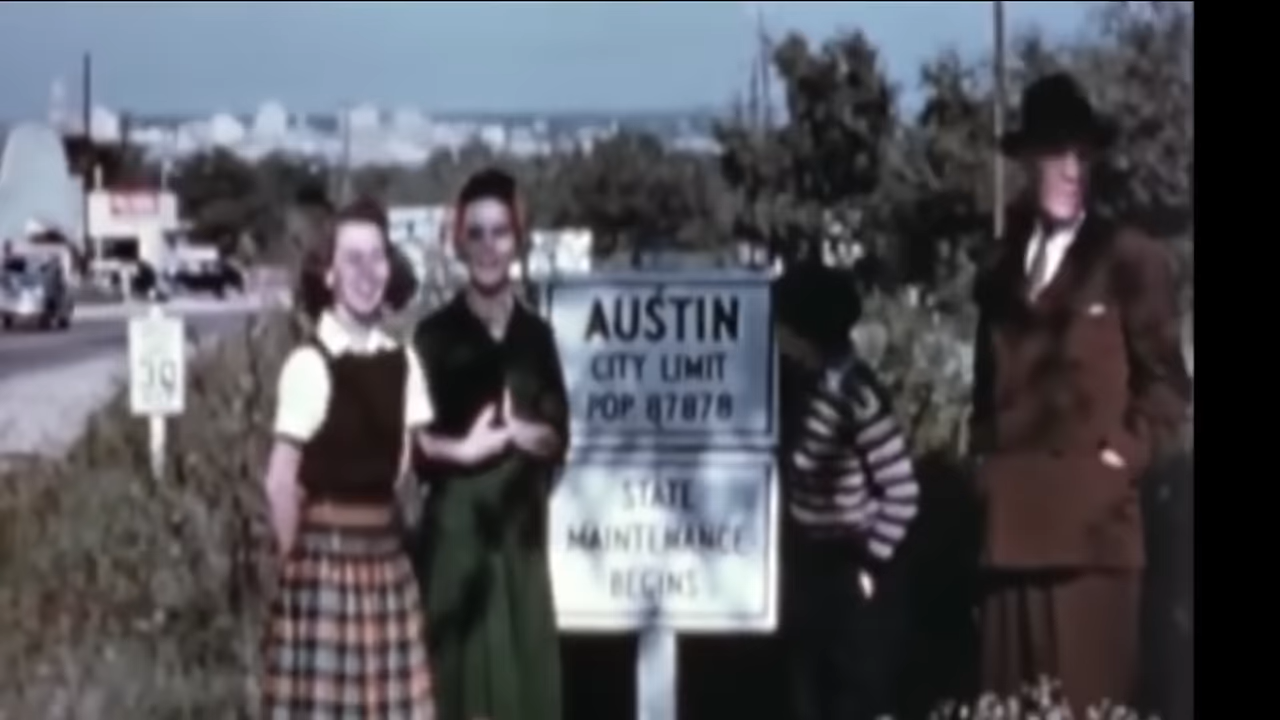 AUSTIN
CITY LIMIT
POP 87878
STATE
MAINTENANCE
BEGINS